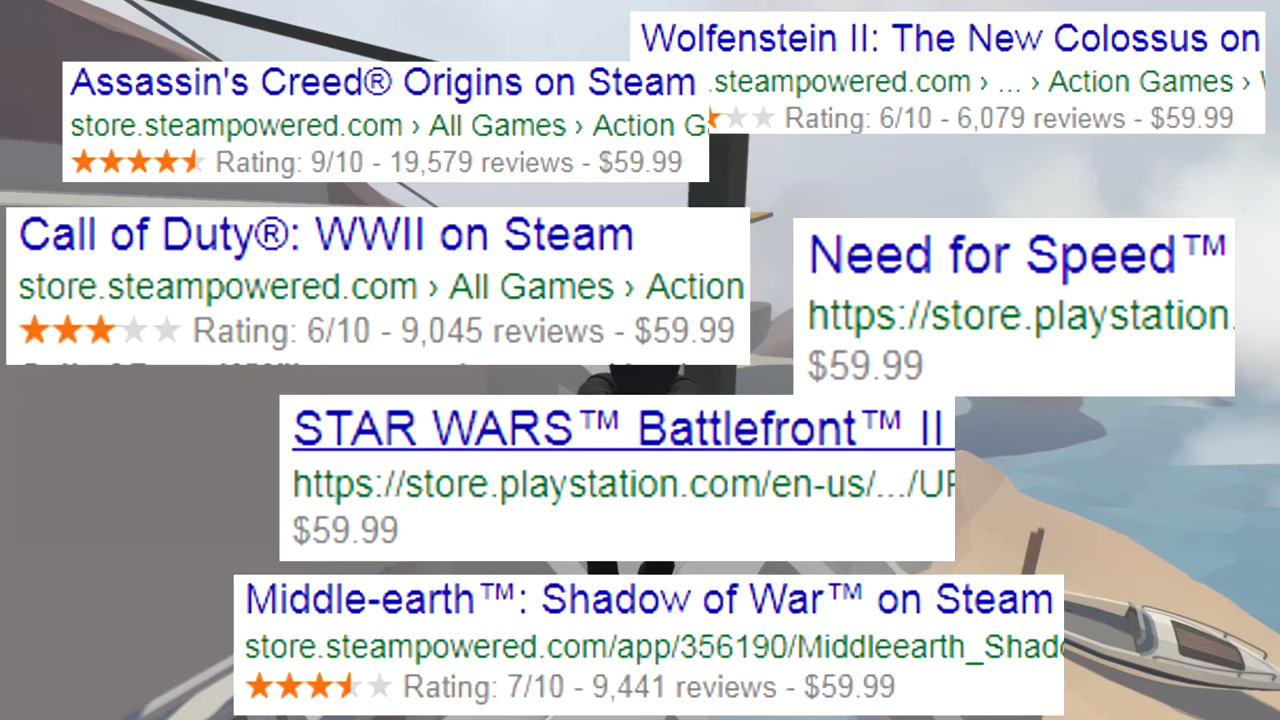 Wolfenstein II: The New Colossus on
.steampowered.com › ... › Action Games ›
Rating: 6/10 - 6,079 reviews - $59.99
Assassin's Creed® Origins on Steam
store.steampowered.com › All Games › Action G
Rating: 9/10 - 19,579 reviews - $59.99
Call of Duty®: WWII on Steam
store.steampowered.com › All Games › Action
Rating: 6/10 - 9,045 reviews - $59.99
Need for Speed™
https://store.playstation.
$59.99
STAR WARS™ Battlefront™ II
https://store.playstation.com/en-us/.../UP
$59.99
Middle-earth™: Shadow of War™ on Steam
store.steampowered.com/app/356190/Middleearth_Shado
Rating: 7/10 - 9,441 reviews - $59.99